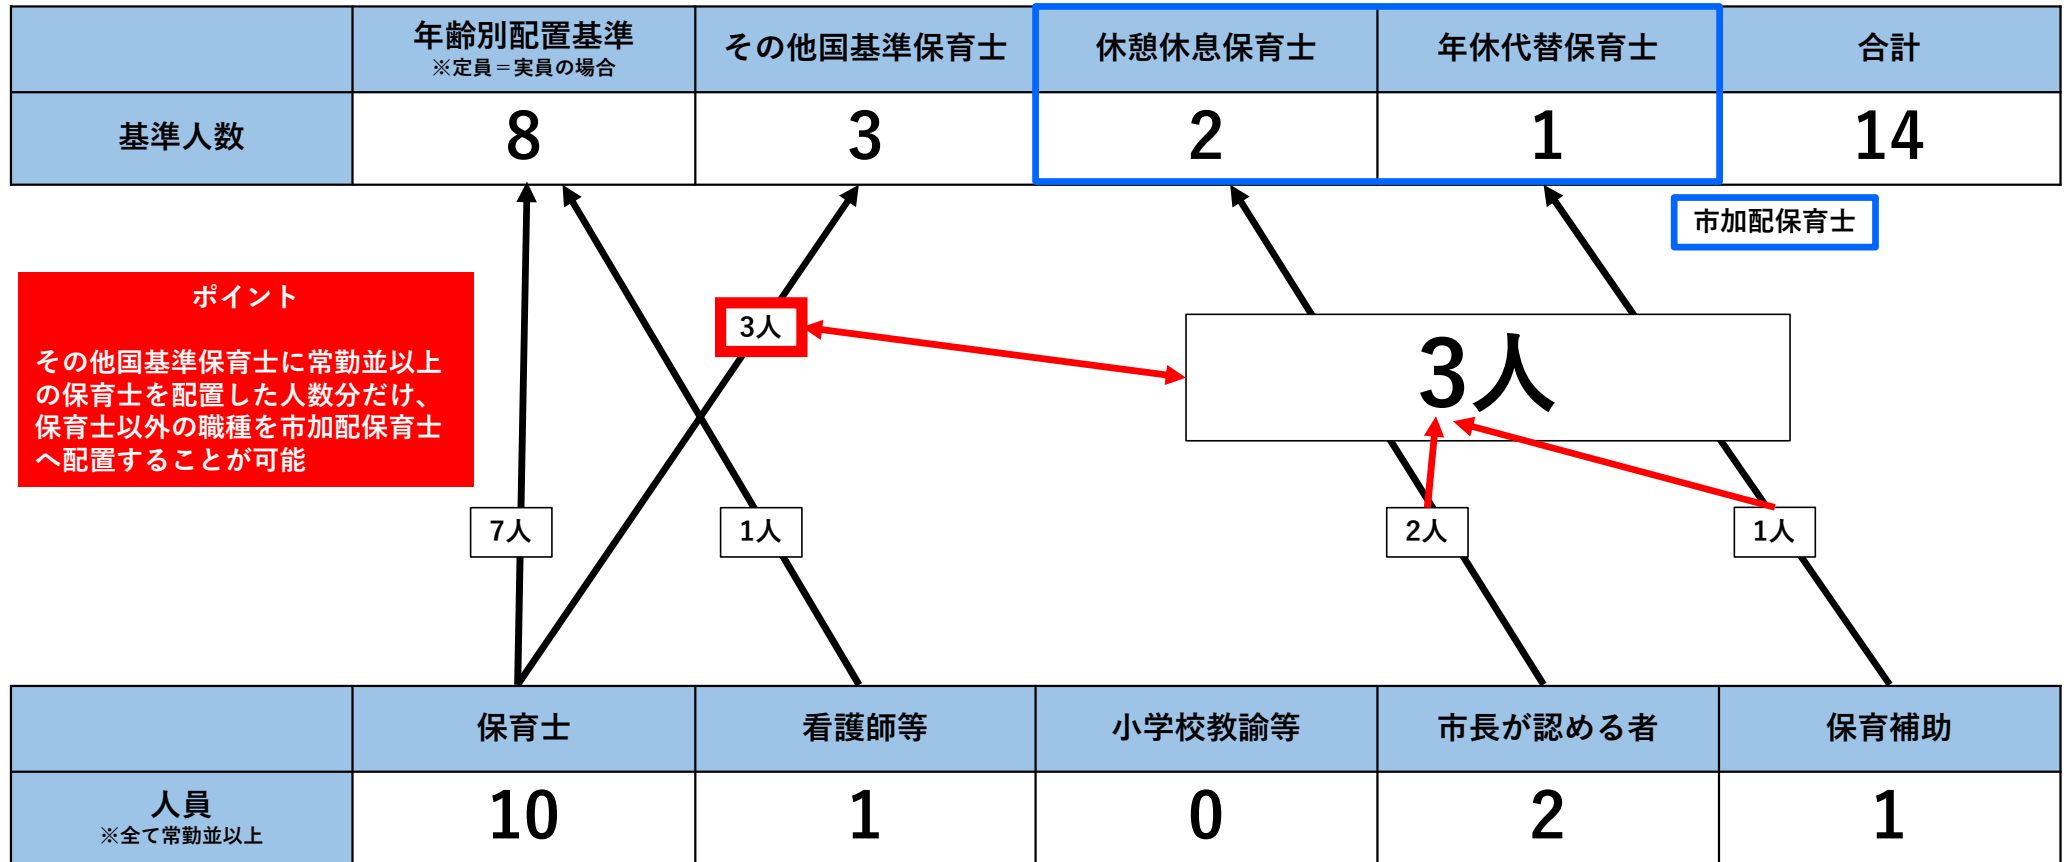 年齢別配置基準
※定員＝実員の場合
その他国基準保育士
休憩休息保育士
年休代替保育士
合計
基準人数
8
3
2
1
14
市加配保育士
ポイント
その他国基準保育士に常勤並以上
の保育士を配置した人数分だけ、
保育士以外の職種を市加配保育士
へ配置することが可能
3人
3人
7人
1人
2人
1人
保育士
看護師等
小学校教諭等
市長が認める者
保育補助
人員
※全て常勤並以上
10
1
0
2
1